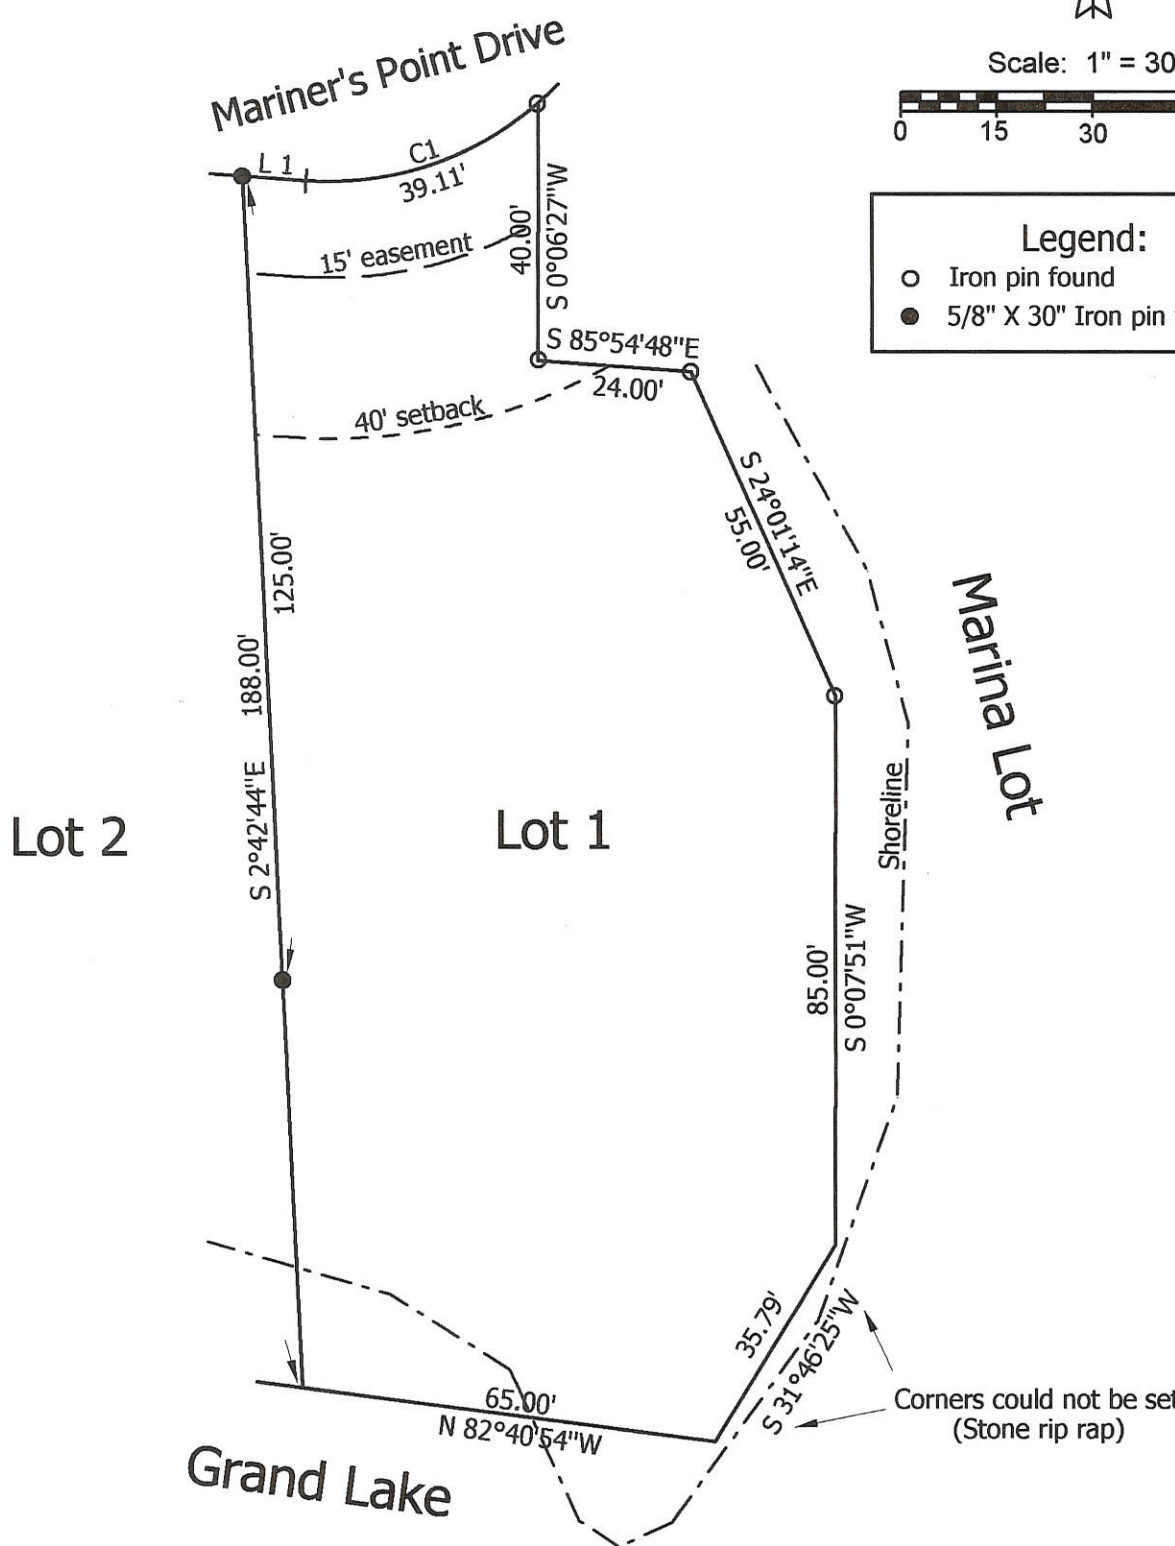 Mariner's Point Drive
Scale: 1" = 30
0 15 30
L 1
C1
39.11'
15' easement
40.00'
S 0°06'27"W
Legend:
Iron pin found
5/8" X 30" Iron pin
S 85°54'48"E
24.00'
40' setback
S 24°01'14"E
55.00'
125.00'
188.00'
S 2°42'44"E
Lot 2
Lot 1
Marina Lot
Shoreline
85.00'
S 0°07'51"W
35.79'
S 31°46'25"W
65.00'
N 82°40'54"W
Corners could not be set
(Stone rip rap)
Grand Lake